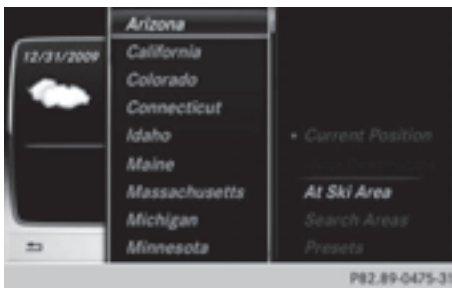 12/31/2009
Arizona
California
Colorado
Connecticut
Idaho
Maine
Massachusetts
Michigan
Minnesota
• Current Position
At Ski Area
Search Areas
Presets
P82.89-0475-31